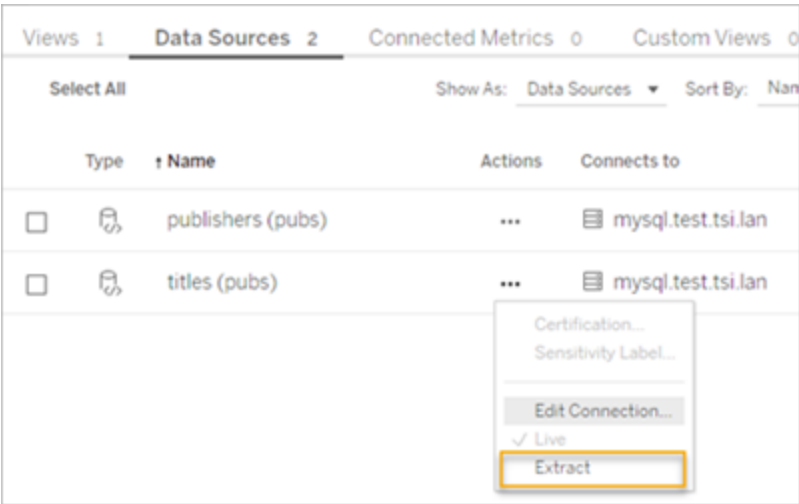 Views 1 Data Sources 2 Connected Metrics 0 Custom Views 0
Select All Show As: Data Sources Sort By: Nam
Type ↑ Name Actions Connects to
publishers (pubs) ... mysql.test.tsi.lan
titles (pubs) ... mysql.test.tsi.lan
Certification...
Sensitivity Label...
Edit Connection...
✓ Live
Extract